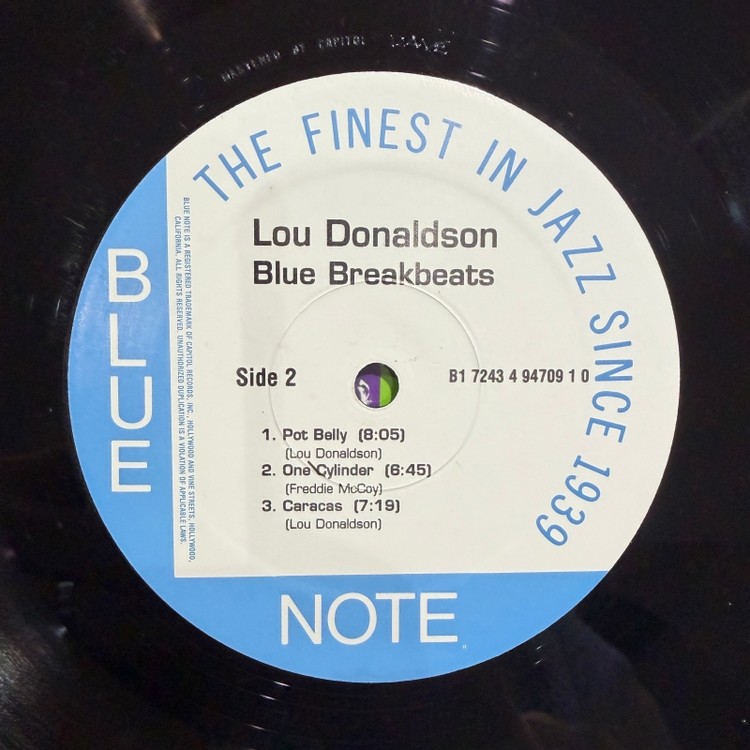 MASTERED BY CAPITOL
THE FINEST IN JAZZ SINCE 1939
Lou Donaldson
Blue Breakbeats
Side 2
B1 7243 4 94709 1 0
1. Pot Belly (8:05)
(Lou Donaldson)
2. One Cylinder (6:45)
(Freddie McCoy)
3. Caracas (7:19)
(Lou Donaldson)
BLUE NOTE IS A REGISTERED TRADEMARK OF CAPITOL RECORDS, INC., HOLLYWOOD AND VINE STREETS, HOLLYWOOD,
CALIFORNIA. ALL RIGHTS RESERVED. UNAUTHORIZED DUPLICATION IS A VIOLATION OF APPLICABLE LAWS.
BLUE
NOTE